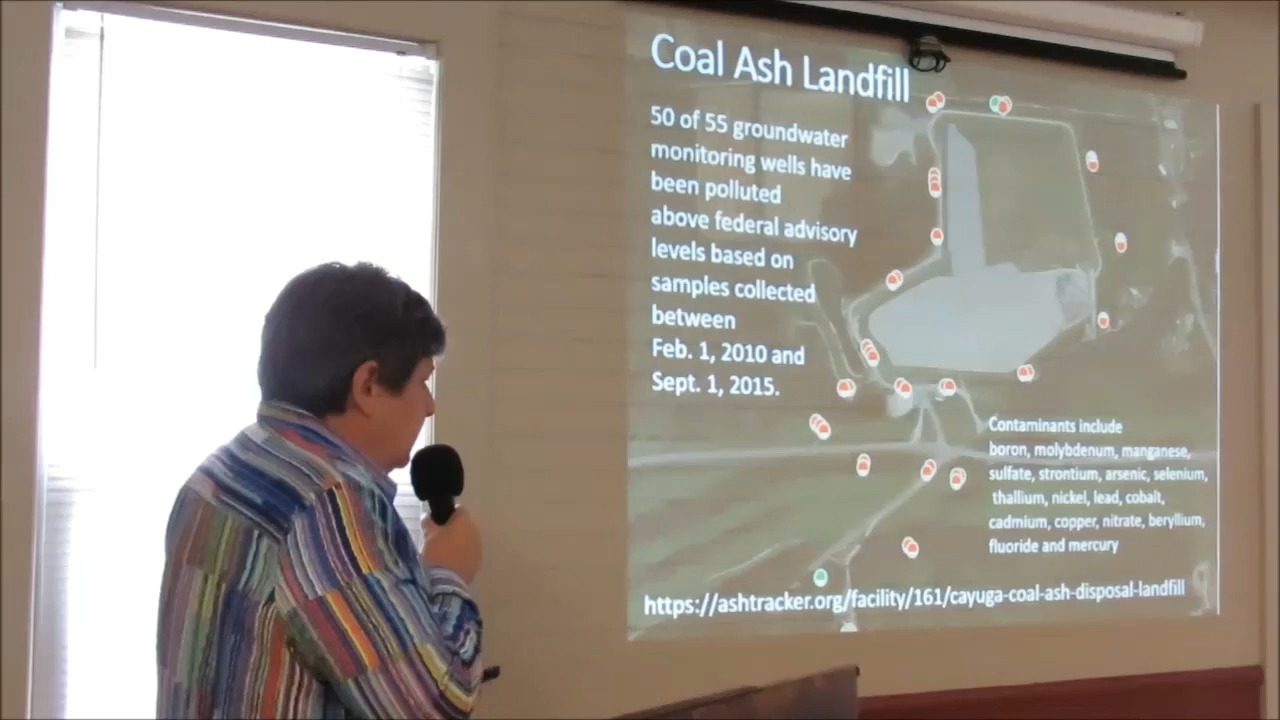 Coal Ash Landfill
50 of 55 groundwater
monitoring wells have
been polluted
above federal advisory
levels based on
samples collected
between
Feb. 1, 2010 and
Sept. 1, 2015.
Contaminants include
boron, molybdenum, manganese,
sulfate, strontium, arsenic, selenium,
thallium, nickel, lead, cobalt,
cadmium, copper, nitrate, beryllium,
fluoride and mercury
https://ashtracker.org/facility/161/cayuga-coal-ash-disposal-landfill